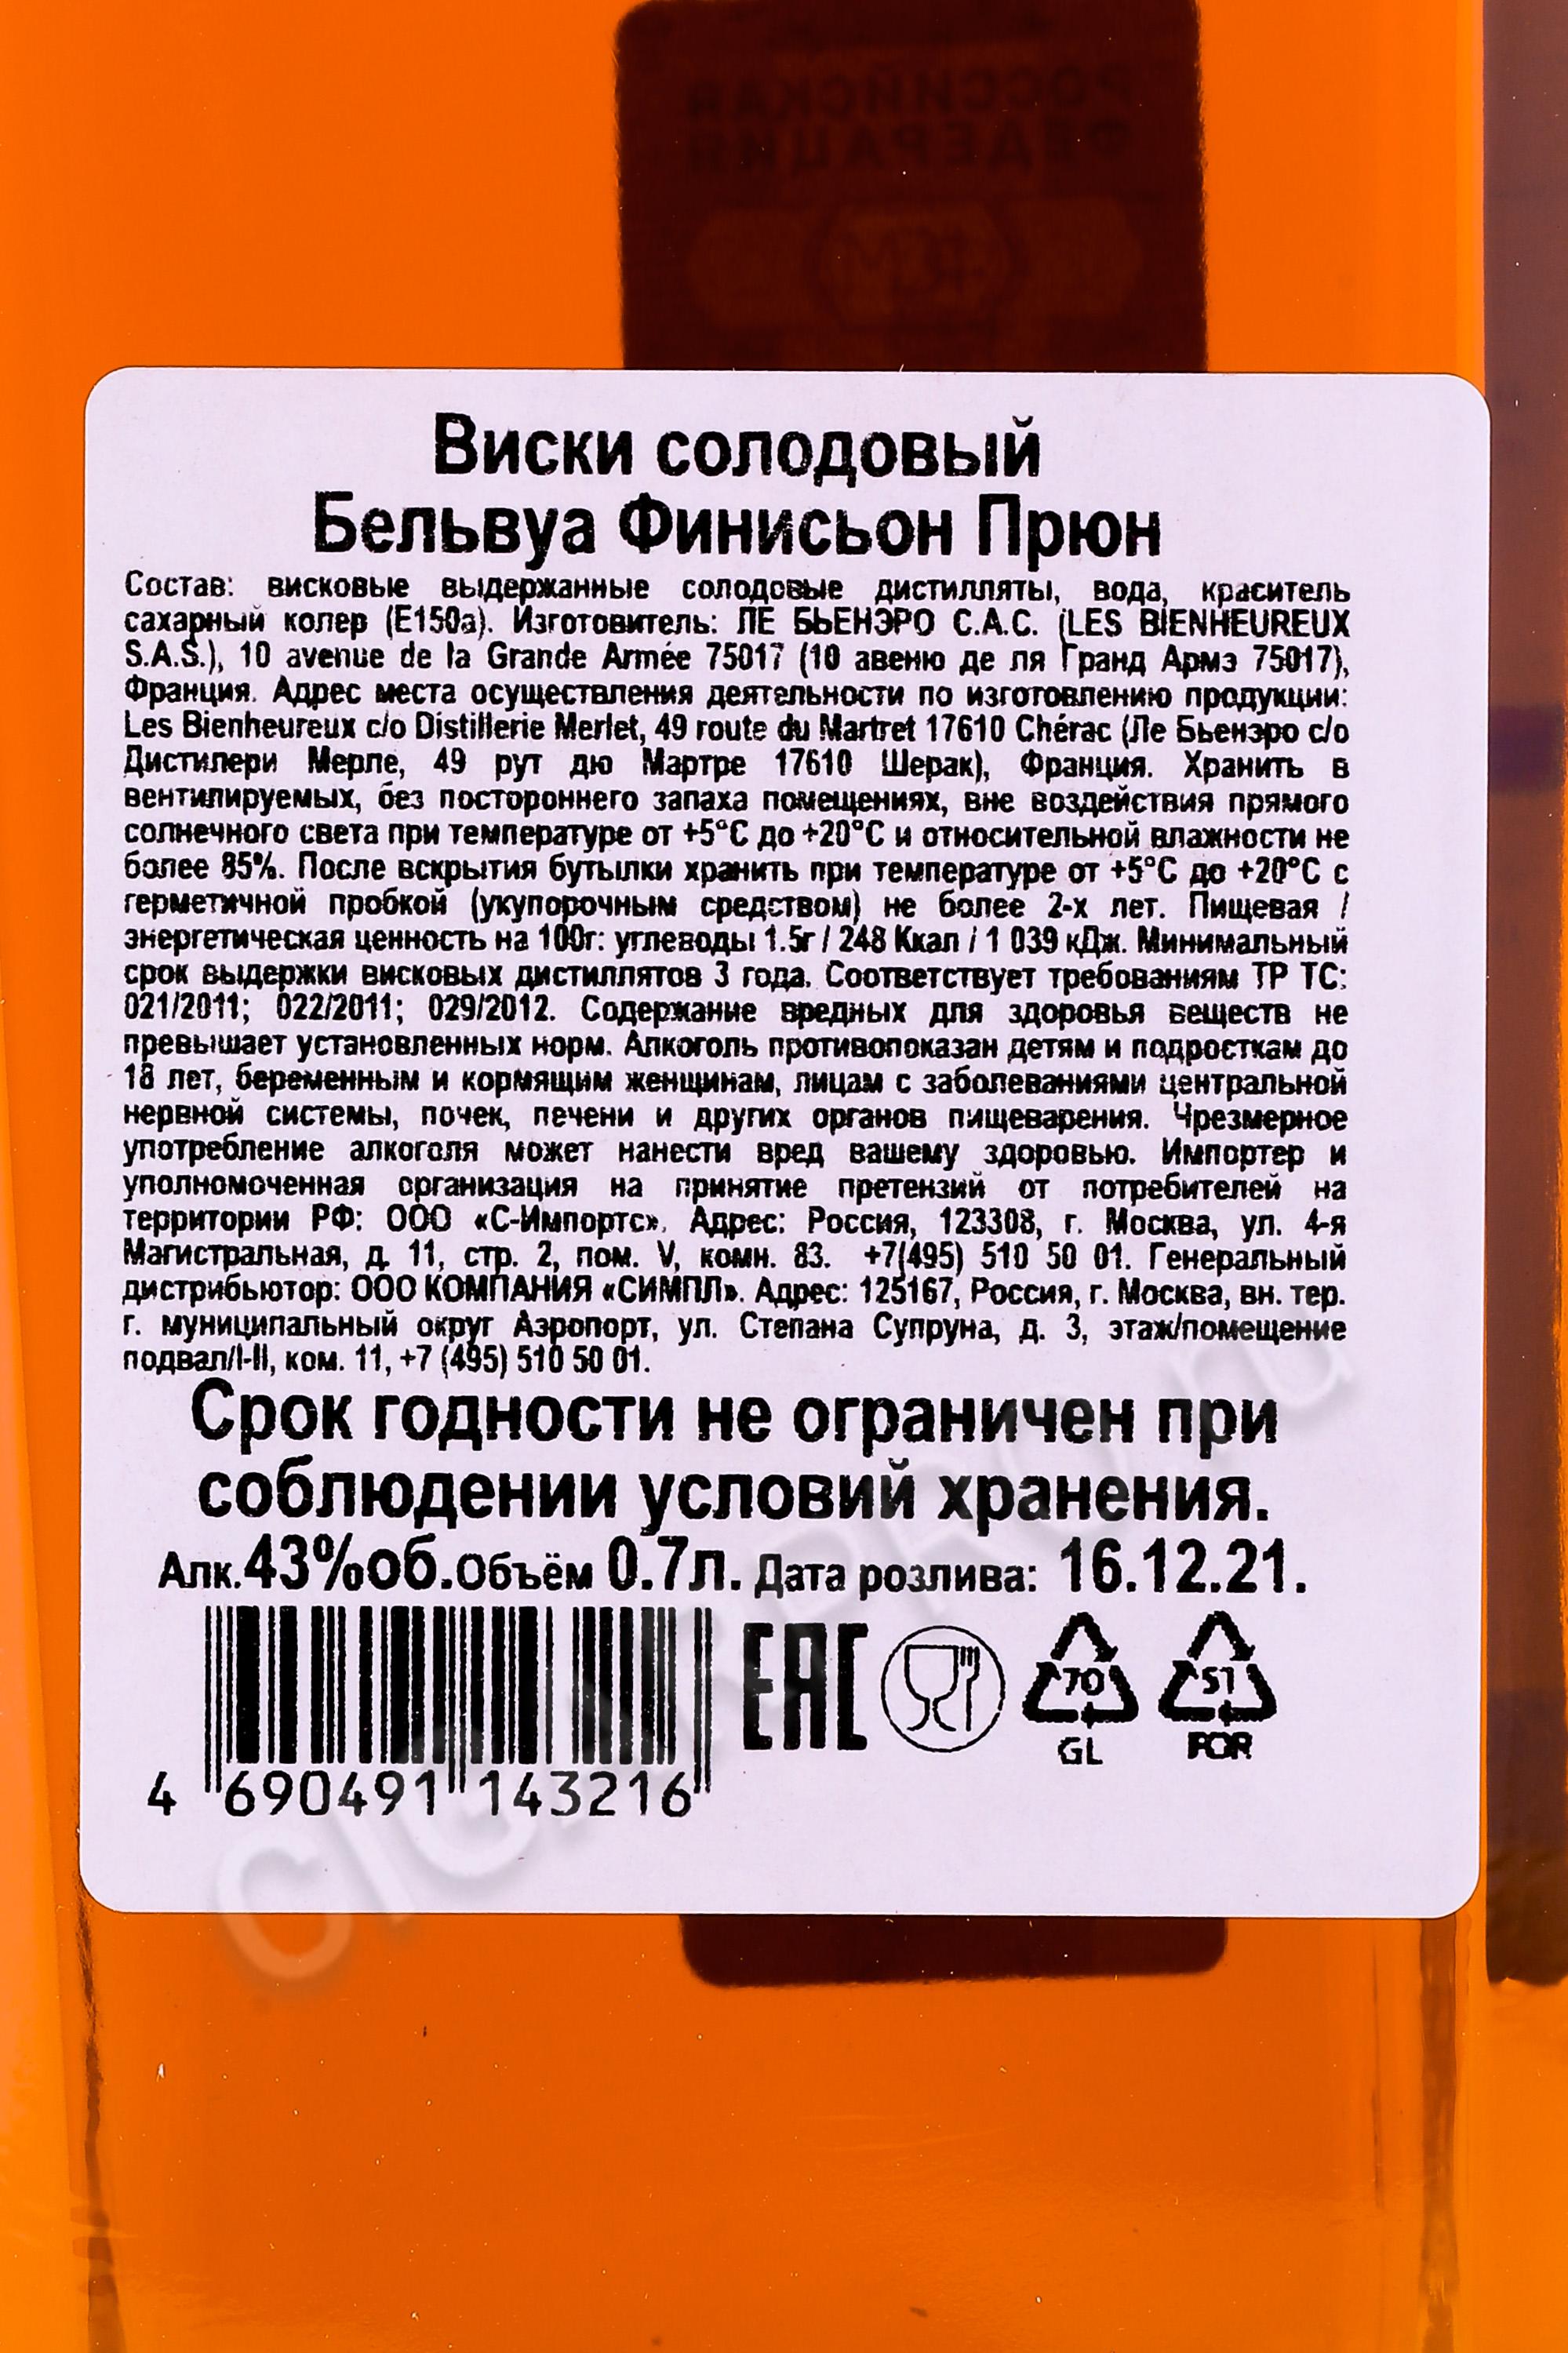 РОССИЙСКАЯ
ФЕДЕРАЦИЯ
Виски солодовый
Бельвуа Финисьон Прюн
Состав: висковые выдержанные солодовые дистилляты, вода, краситель
сахарный колер (Е150а). Изготовитель: ЛЕ БЬЕНЭРО С.А.С. (LES BIENHEUREUX
S.A.S.), 10 avenue de la Grande Armée 75017 (10 авеню де ля Гранд Армэ 75017),
Франция. Адрес места осуществления деятельности по изготовлению продукции:
Les Bienheureux c/o Distillerie Merlet, 49 route du Martret 17610 Chérac (Ле Бьенэро c/o
Дистилери Мерле, 49 рут дю Мартре 17610 Шерак), Франция. Хранить в
вентилируемых, без постороннего запаха помещениях, вне воздействия прямого
солнечного света при температуре от +5°С до +20°С и относительной влажности не
более 85%. После вскрытия бутылки хранить при температуре от +5°С до +20°С с
герметичной пробкой (укупорочным средством) не более 2-х лет. Пищевая /
энергетическая ценность на 100г: углеводы 1.5г / 248 Ккал / 1 039 кДж. Минимальный
срок выдержки висковых дистиллятов 3 года. Соответствует требованиям ТР ТС:
021/2011; 022/2011; 029/2012. Содержание вредных для здоровья веществ не
превышает установленных норм. Алкоголь противопоказан детям и подросткам до
18 лет, беременным и кормящим женщинам, лицам с заболеваниями центральной
нервной системы, почек, печени и других органов пищеварения. Чрезмерное
употребление алкоголя может нанести вред вашему здоровью. Импортер и
уполномоченная организация на принятие претензий от потребителей на
территории РФ: ООО «С-Импортс». Адрес: Россия, 123308, г. Москва, ул. 4-я
Магистральная, д. 11, стр. 2, пом. V, комн. 83. +7(495) 510 50 01. Генеральный
дистрибьютор: ООО КОМПАНИЯ «СИМПЛ». Адрес: 125167, Россия, г. Москва, вн. тер.
г. муниципальный округ Аэропорт, ул. Степана Супруна, д. 3, этаж/помещение
подвал/I-II, ком. 11, +7 (495) 510 50 01.
Срок годности не ограничен при
соблюдении условий хранения.
Алк.43%об.Объём 0.7л. Дата розлива: 16.12.21.
EAC
70
GL
51
FOR
4 690491 143216
CIGARPRO.ru